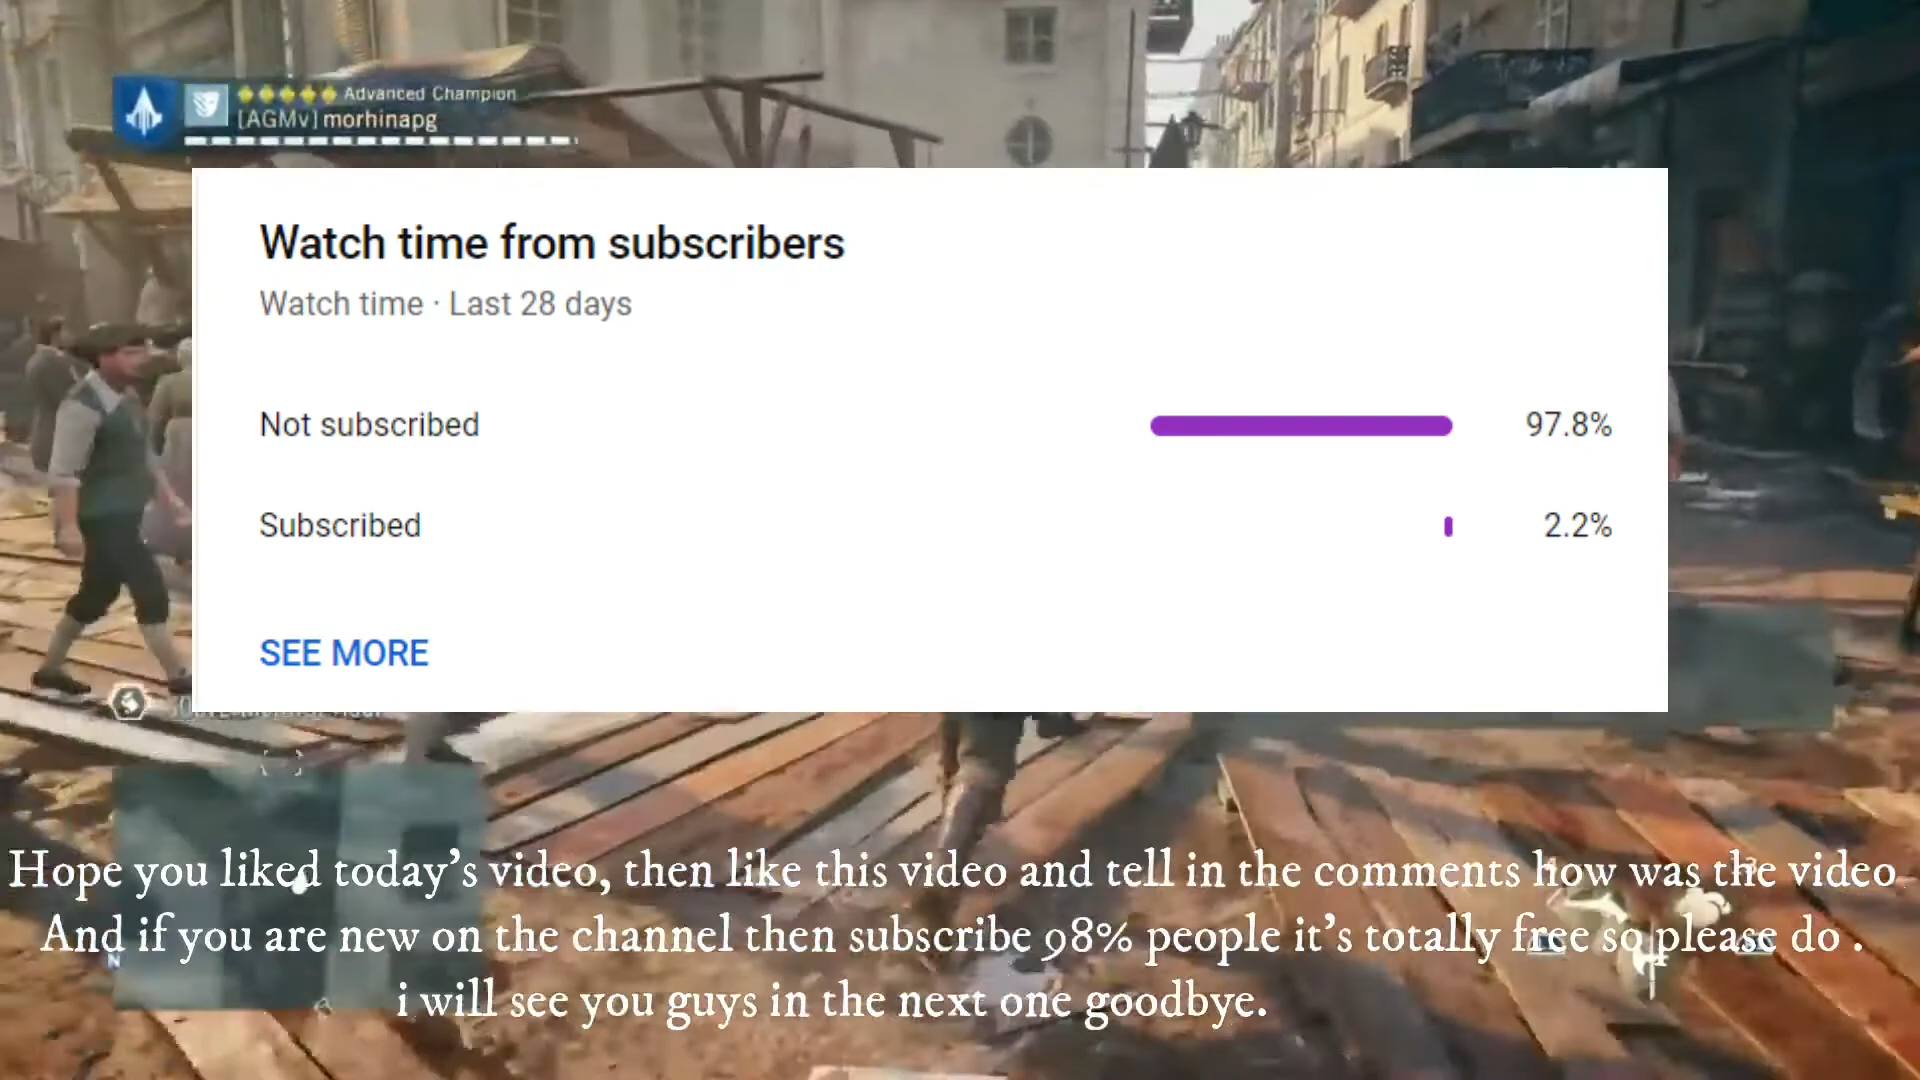 Advanced Champion
[AGMv] morhinapg
Watch time from subscribers
Watch time · Last 28 days
Not subscribed 97.8%
Subscribed 2.2%
SEE MORE
Hope you liked today's video, then like this video and tell in the comments how was the video
And if you are new on the channel then subscribe 98% people it's totally free so please do .
i will see you guys in the next one goodbye.
N